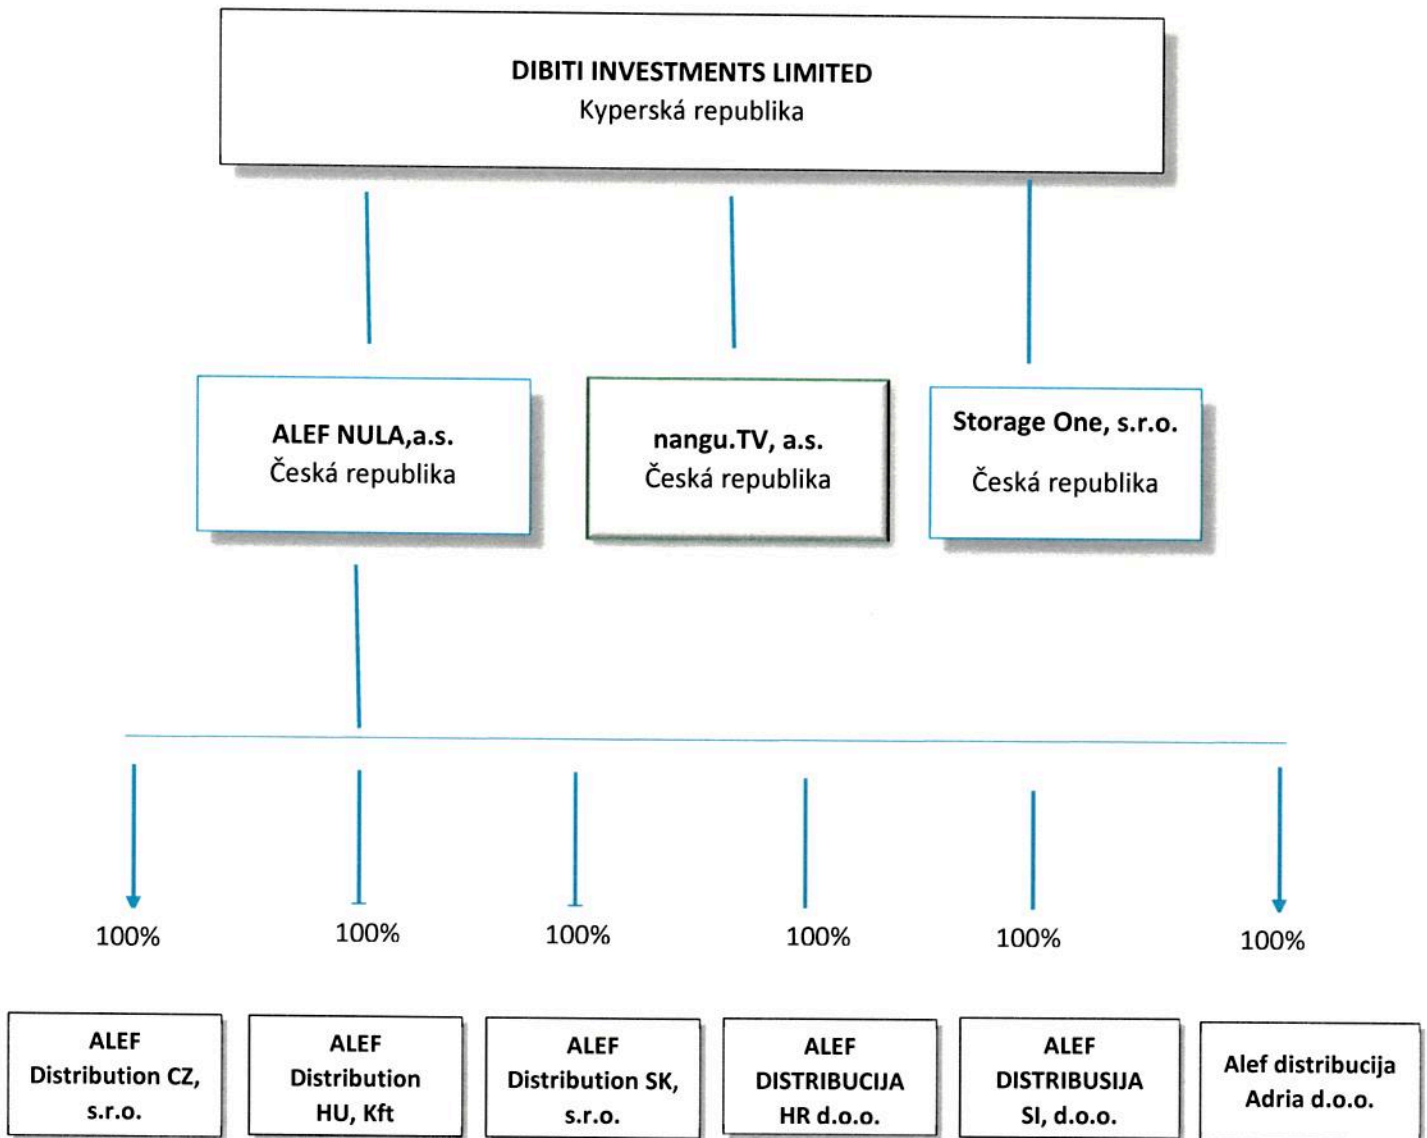 DIBITI INVESTMENTS LIMITED
Kyperská republika
ALEF NULA,a.s.
Česká republika
nangu.TV, a.s.
Česká republika
Storage One, s.r.o.
Česká republika
100%
100%
100%
100%
100%
100%
ALEF
Distribution CZ,
s.r.o.
ALEF
Distribution
HU, Kft
ALEF
Distribution SK,
s.r.o.
ALEF
DISTRIBUCIJA
HR d.o.o.
ALEF
DISTRIBUSIJA
SI, d.o.o.
Alef distribucija
Adria d.o.o.